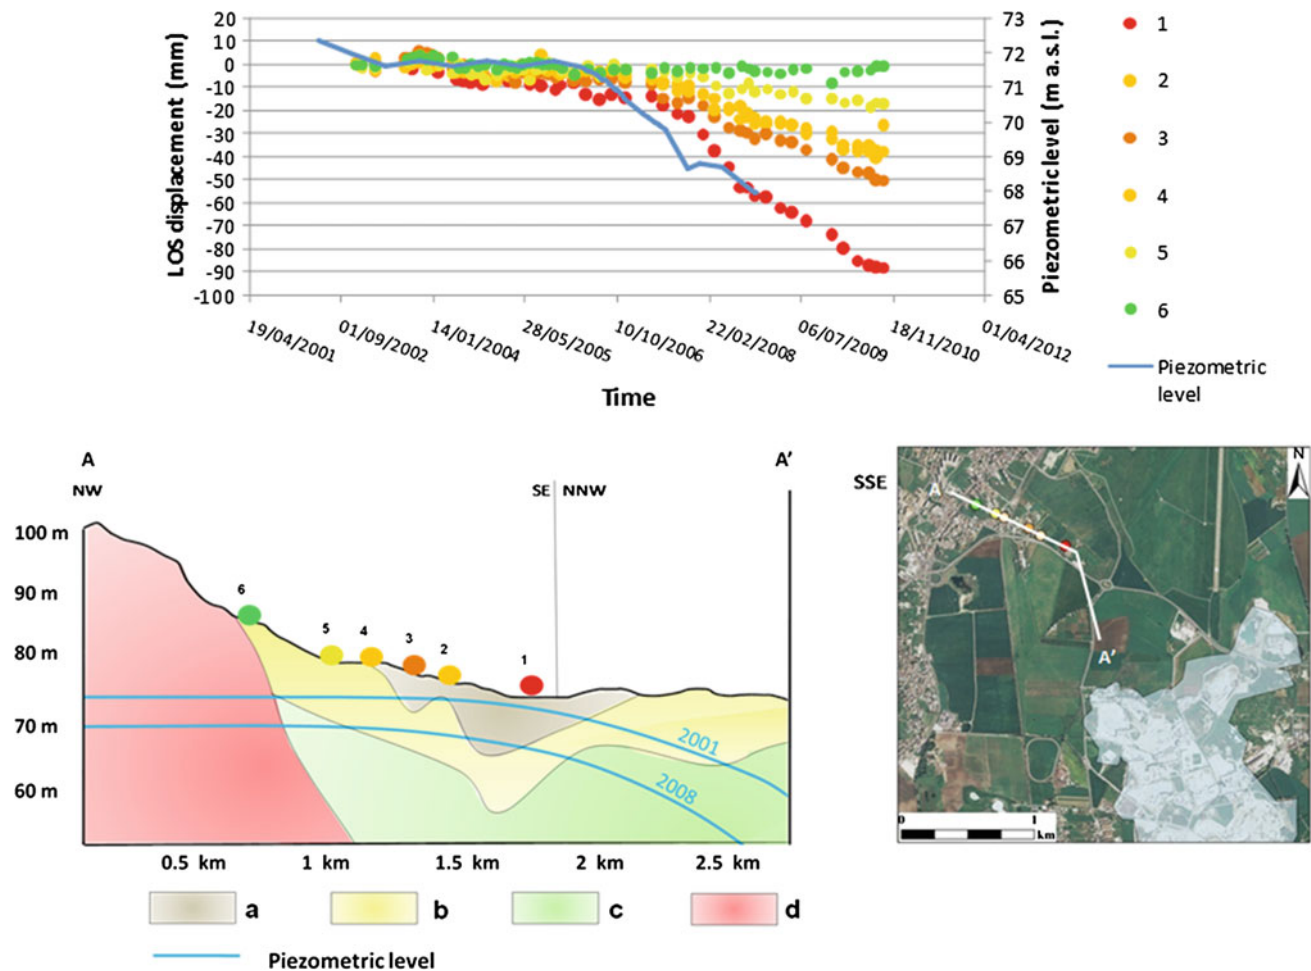 20
10
0
-10
-20
-30
-40
-50
-60
-70
-80
-90
-100
LOS displacement (mm)
73
72
71
70
69
68
67
66
65
Piezometric level (m a.s.l.)
19/04/2001
01/09/2002
14/01/2004
28/05/2005
10/10/2006
22/02/2008
06/07/2009
18/11/2010
01/04/2012
Time
1
2
3
4
5
6
Piezometric
level
A
NW
SE
NNW
A’
SSE
100 m
90 m
80 m
70 m
60 m
6
5
4
3
2
1
2001
2008
0.5 km
1 km
1.5 km
2 km
2.5 km
a
b
c
d
Piezometric level
N
A
A’
0
1
km